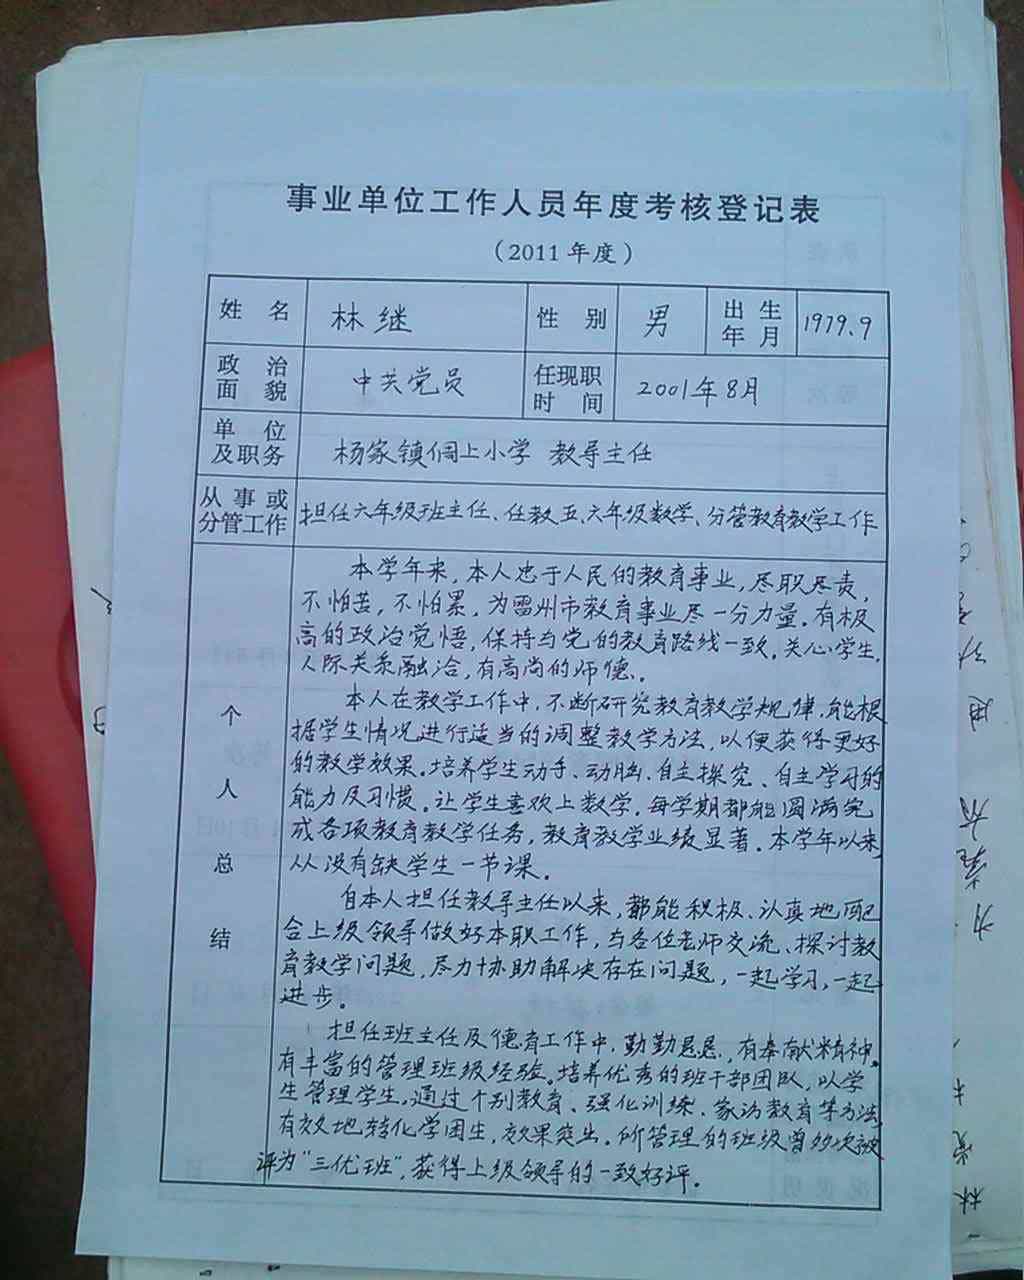 事业单位工作人员年度考核登记表
（2011年度）
姓名 林继 性别 男 出生年月 1979.9
政治面貌 中共党员 任现职时间 2001年8月
单位及职务 杨家镇侗上小学 教导主任
从事或分管工作 担任六年级班主任、任教五、六年级数学、分管教育教学工作
个人总结
本学年来，本人忠于人民的教育事业，尽职尽责，
不怕苦，不怕累，为雷州市教育事业尽一分力量。有极
高的政治觉悟，保持与党的教育路线一致。关心学生，
人际关系融洽，有高尚的师德。
本人在教学工作中，不断研究教育教学规律，能根
据学生情况进行适当的调整教学方法，以便获得更好
的教学效果。培养学生动手、动脑、自主探究、自主学习的
能力及习惯。让学生喜欢上数学。每学期都能圆满完
成各项教育教学任务，教育教学业绩显著。本学年以来，
从没有缺学生一节课。
自本人担任教导主任以来，都能积极、认真地配
合上级领导做好本职工作，与各位老师交流、探讨教
育教学问题，尽力协助解决存在问题，一起学习，一起
进步。
担任班主任及德育工作中，勤勤恳恳，有奉献精神。
有丰富的管理班级经验。培养优秀的班干部团队，以学
生管理学生。通过个别教育、强化训练、家访教育等方法，
有效地转化学困生，效果突出。所管理的班级曾多次被
评为“三优班”，获得上级领导的一致好评。